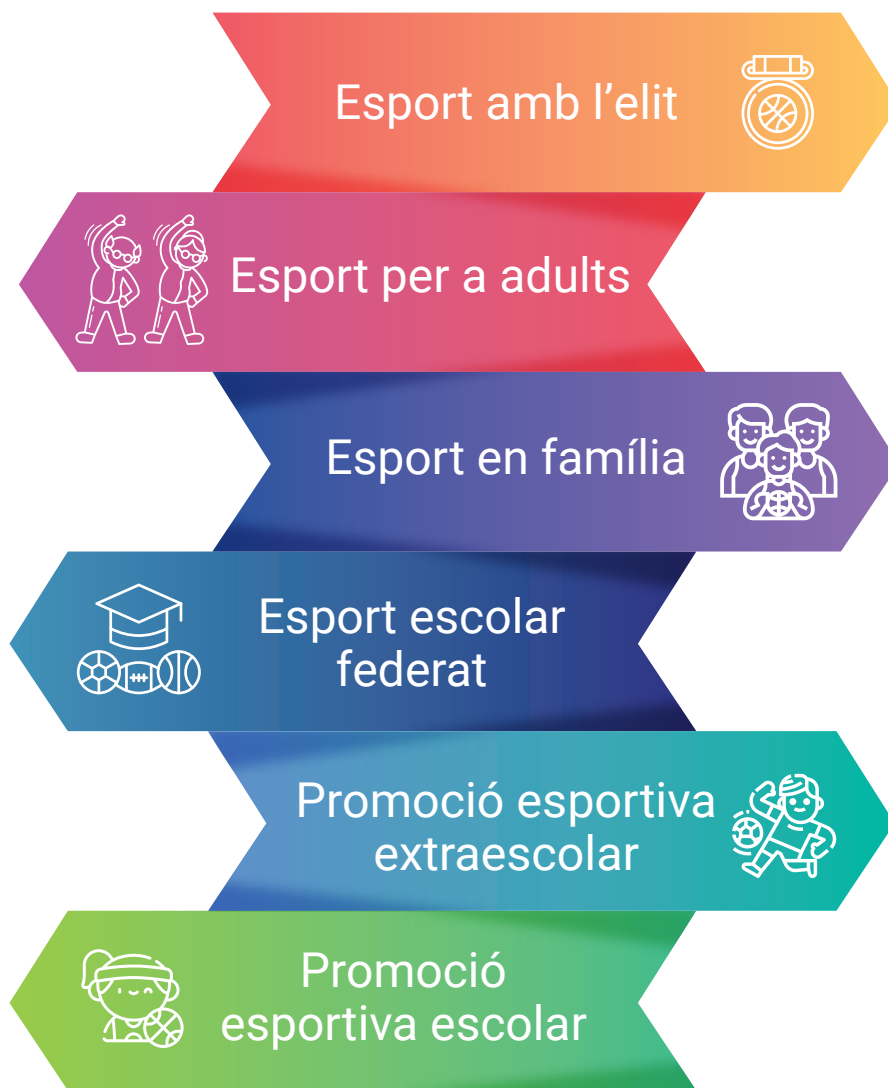 Esport amb l’elit
Esport per a adults
Esport en família
Esport escolar
federat
Promoció esportiva
extraescolar
Promoció
esportiva escolar